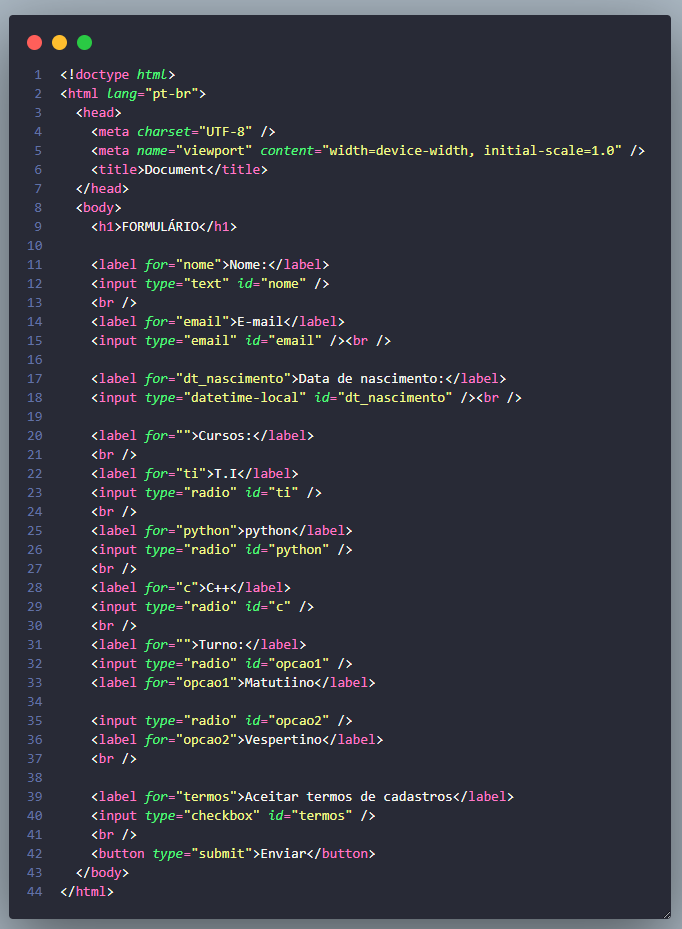 1 <!doctype html>
2 <html lang="pt-br">
3 <head>
4 <meta charset="UTF-8" />
5 <meta name="viewport" content="width=device-width, initial-scale=1.0" />
6 <title>Document</title>
7 </head>
8 <body>
9 <h1>FORMULÁRIO</h1>
10
11 <label for="nome">Nome:</label>
12 <input type="text" id="nome" />
13 <br />
14 <label for="email">E-mail</label>
15 <input type="email" id="email" /><br />
16
17 <label for="dt_nascimento">Data de nascimento:</label>
18 <input type="datetime-local" id="dt_nascimento" /><br />
19
20 <label for="">Cursos:</label>
21 <br />
22 <label for="ti">T.I</label>
23 <input type="radio" id="ti" />
24 <br />
25 <label for="python">python</label>
26 <input type="radio" id="python" />
27 <br />
28 <label for="c">C++</label>
29 <input type="radio" id="c" />
30 <br />
31 <label for="">Turno:</label>
32 <input type="radio" id="opcao1" />
33 <label for="opcao1">Matutiino</label>
34
35 <input type="radio" id="opcao2" />
36 <label for="opcao2">Vespertino</label>
37 <br />
38
39 <label for="termos">Aceitar termos de cadastros</label>
40 <input type="checkbox" id="termos" />
41 <br />
42 <button type="submit">Enviar</button>
43 </body>
44 </html>